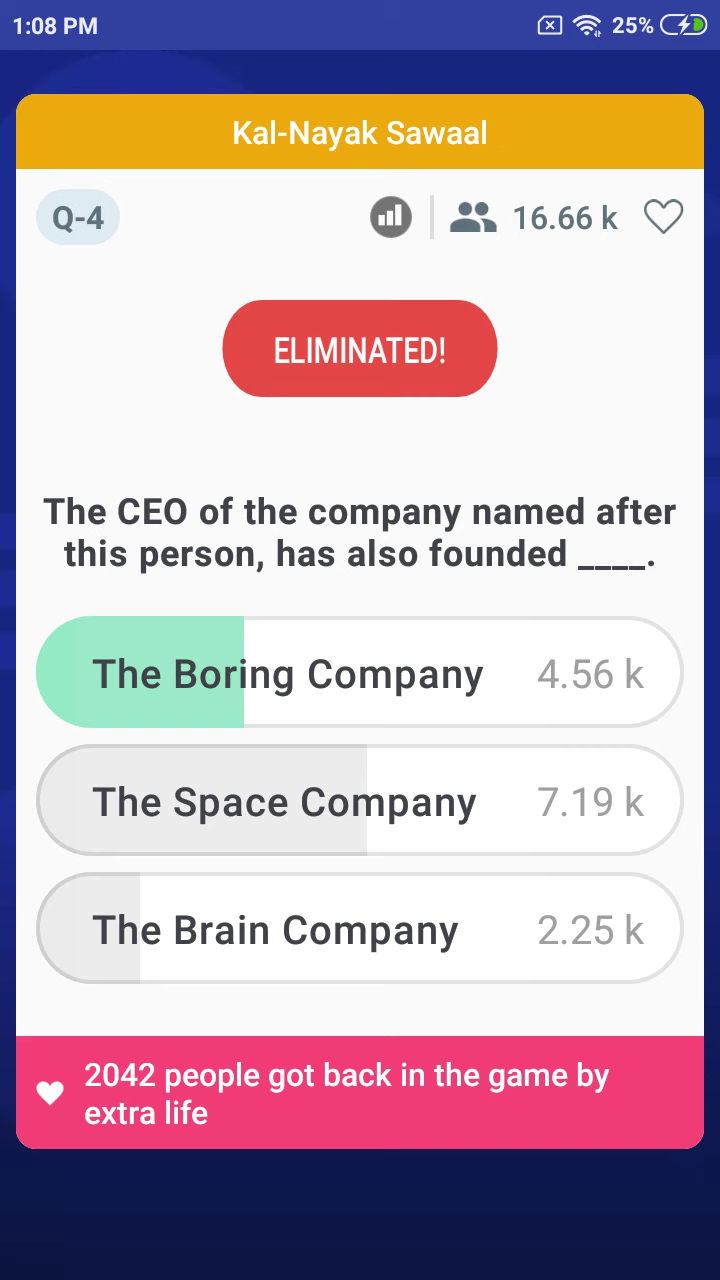 1:08 PM
25%
Kal-Nayak Sawaal
Q-4
16.66 k
ELIMINATED!
The CEO of the company named after
this person, has also founded ____.
The Boring Company 4.56 k
The Space Company 7.19 k
The Brain Company 2.25 k
2042 people got back in the game by
extra life